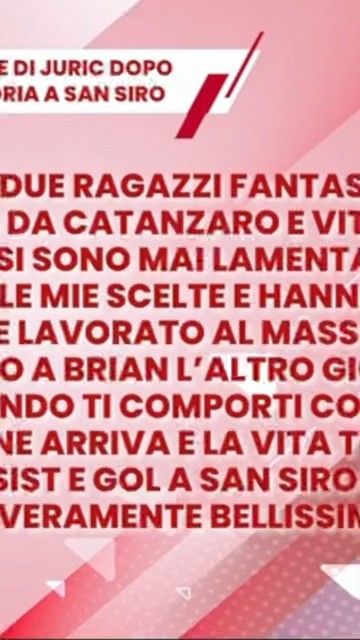 E DI JURIC DOPO
ORIA A SAN SIRO
DUE RAGAZZI FANTAS
DA CATANZARO E VIT
SI SONO MAI LAMENTA
LE MIE SCELTE E HANN
E LAVORATO AL MASS
O A BRIAN L'ALTRO GI
NDO TI COMPORTI CO
NE ARRIVA E LA VITA T
SIST E GOL A SAN SIRO
VERAMENTE BELLISSIM